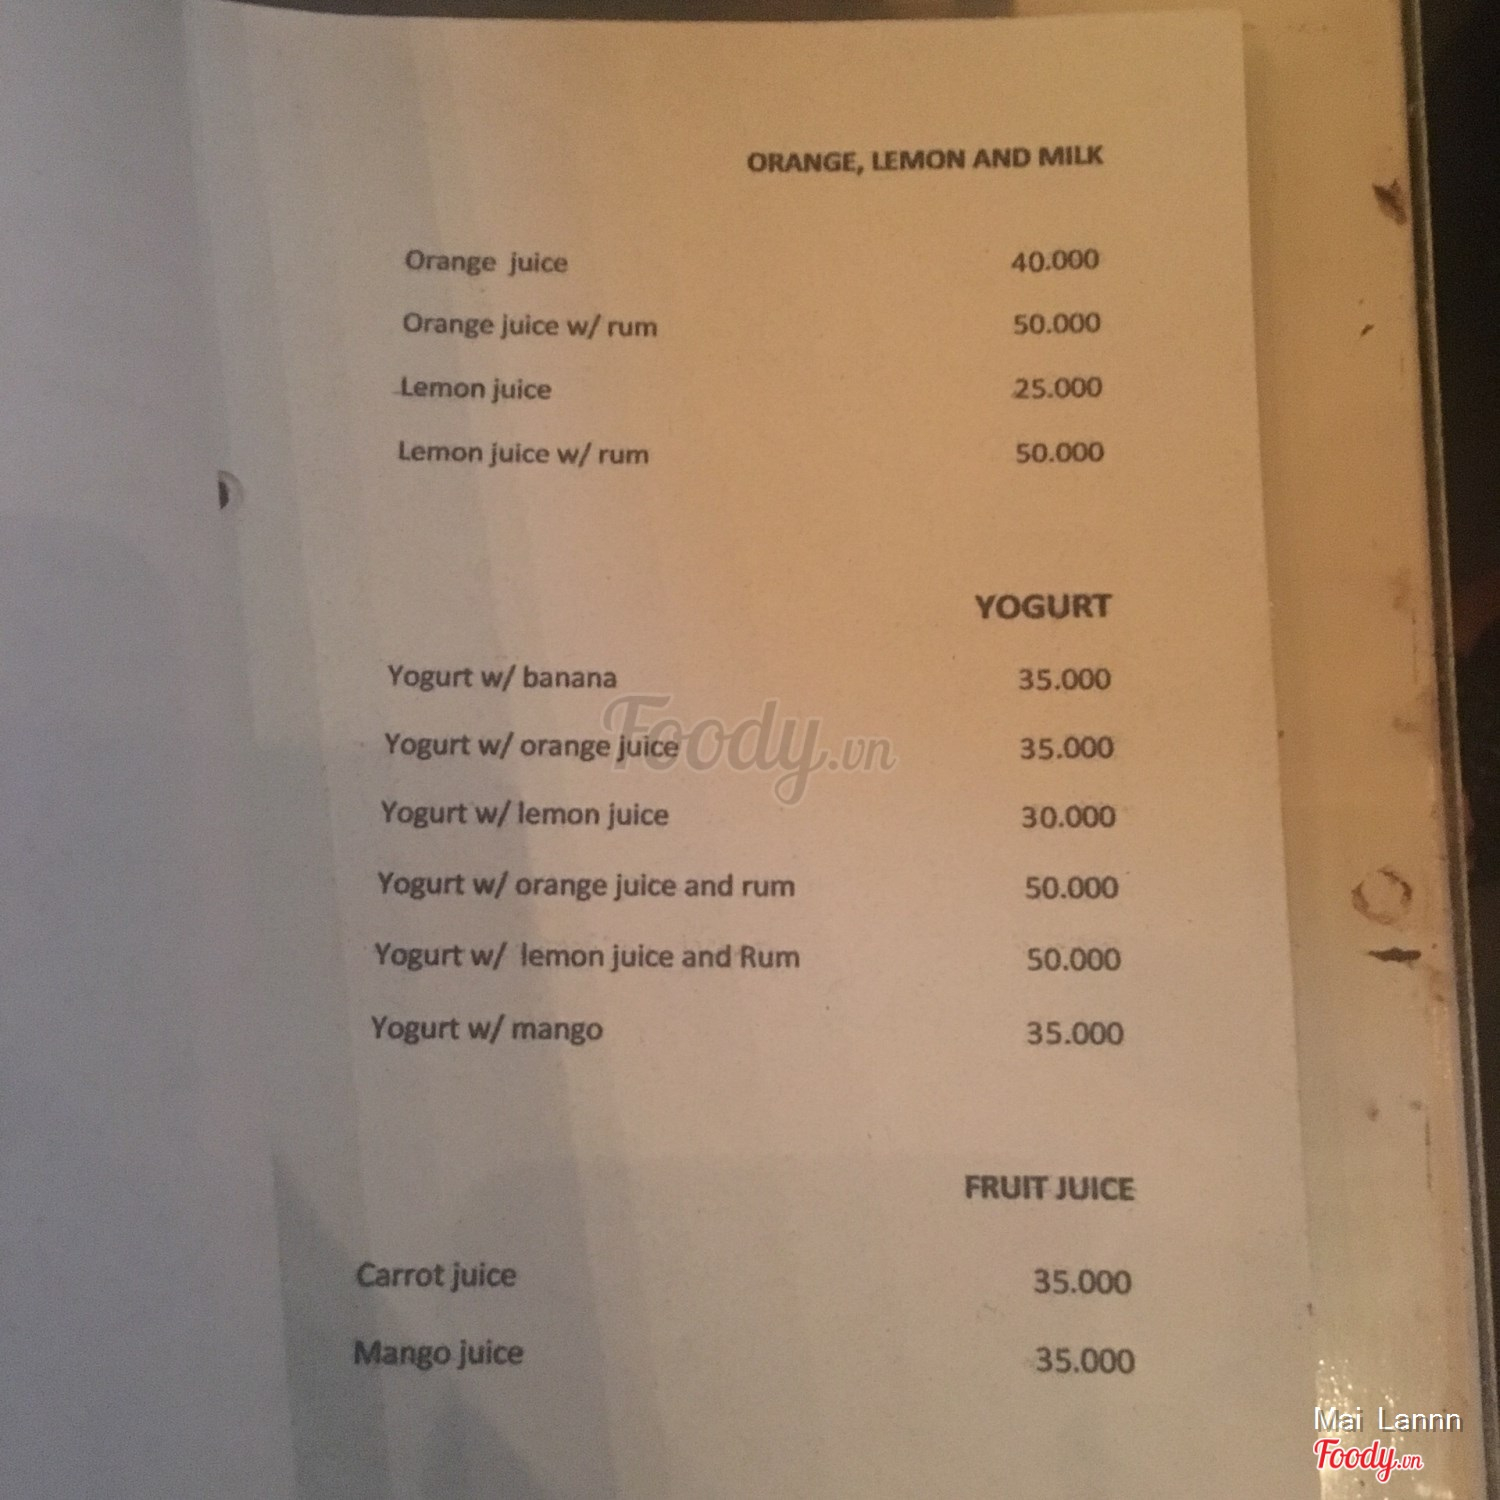 ORANGE, LEMON AND MILK
Orange juice 40.000
Orange juice w/ rum 50.000
Lemon juice 25.000
Lemon juice w/ rum 50.000
YOGURT
Yogurt w/ banana 35.000
Yogurt w/ orange juice 35.000
Yogurt w/ lemon juice 30.000
Yogurt w/ orange juice and rum 50.000
Yogurt w/ lemon juice and Rum 50.000
Yogurt w/ mango 35.000
FRUIT JUICE
Carrot juice 35.000
Mango juice 35.000
Foody.vn
Mai Lannn
Foody.vn